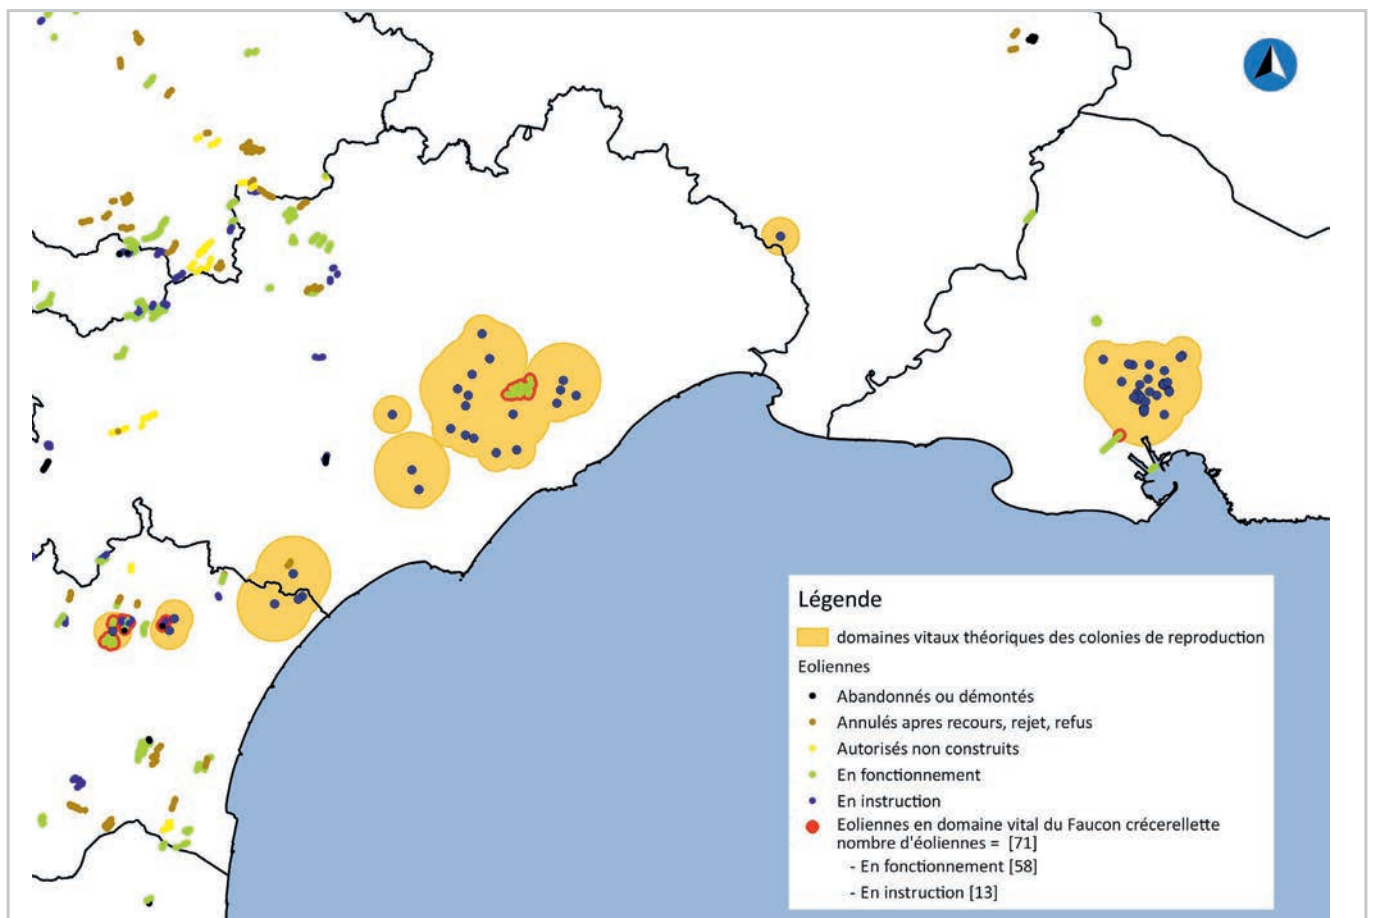 Légende
domaines vitaux théoriques des colonies de reproduction
Eoliennes
Abandonnés ou démontés
Annulés apres recours, rejet, refus
Autorisés non construits
En fonctionnement
En instruction
Eoliennes en domaine vital du Faucon crécerellette
nombre d'éoliennes = [71]
- En fonctionnement [58]
- En instruction [13]